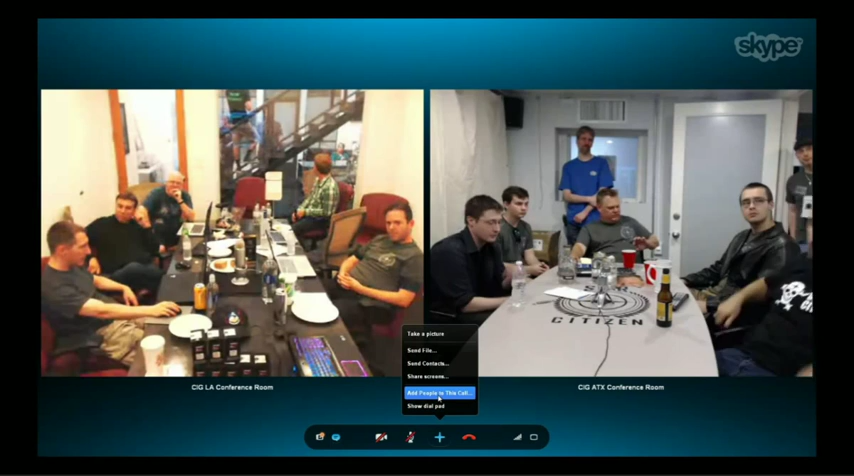 skype
Take a picture
Send File...
Send Contacts...
Share screens...
Add People to This Call...
Show dial pad
CIG LA Conference Room
CIG ATX Conference Room
CITIZEN